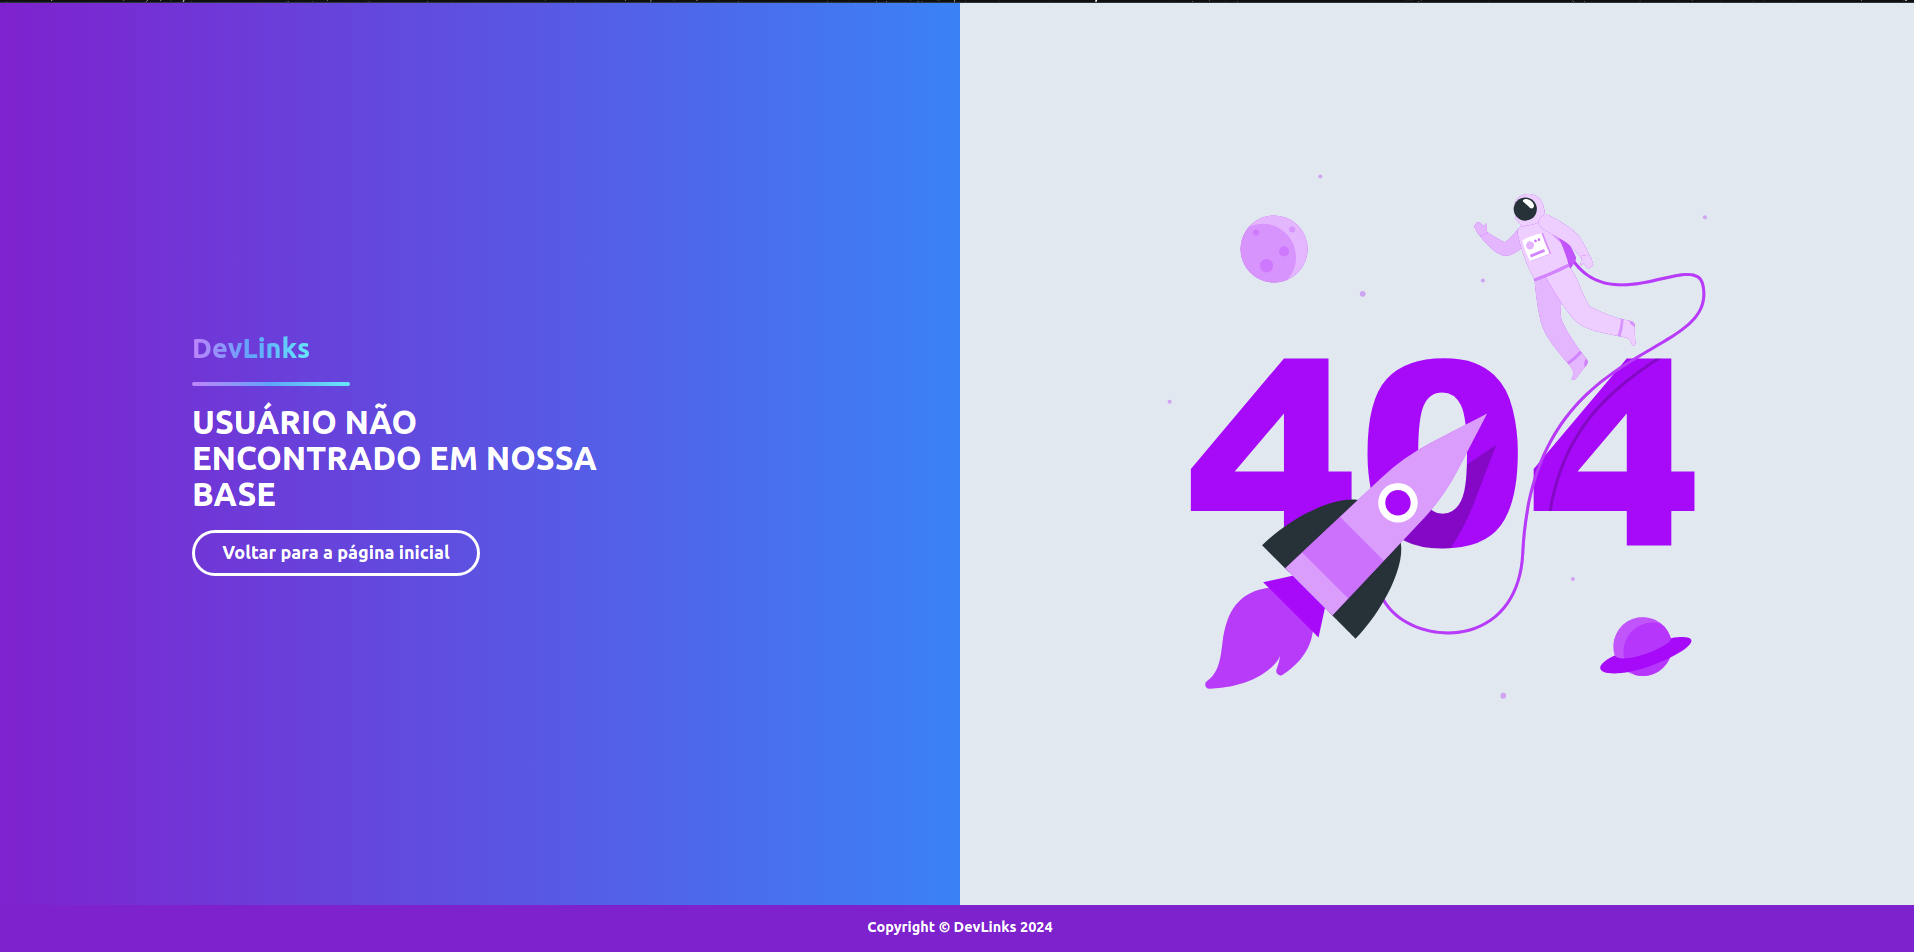 DevLinks
USUÁRIO NÃO
ENCONTRADO EM NOSSA
BASE
Voltar para a página inicial
404
Copyright © DevLinks 2024